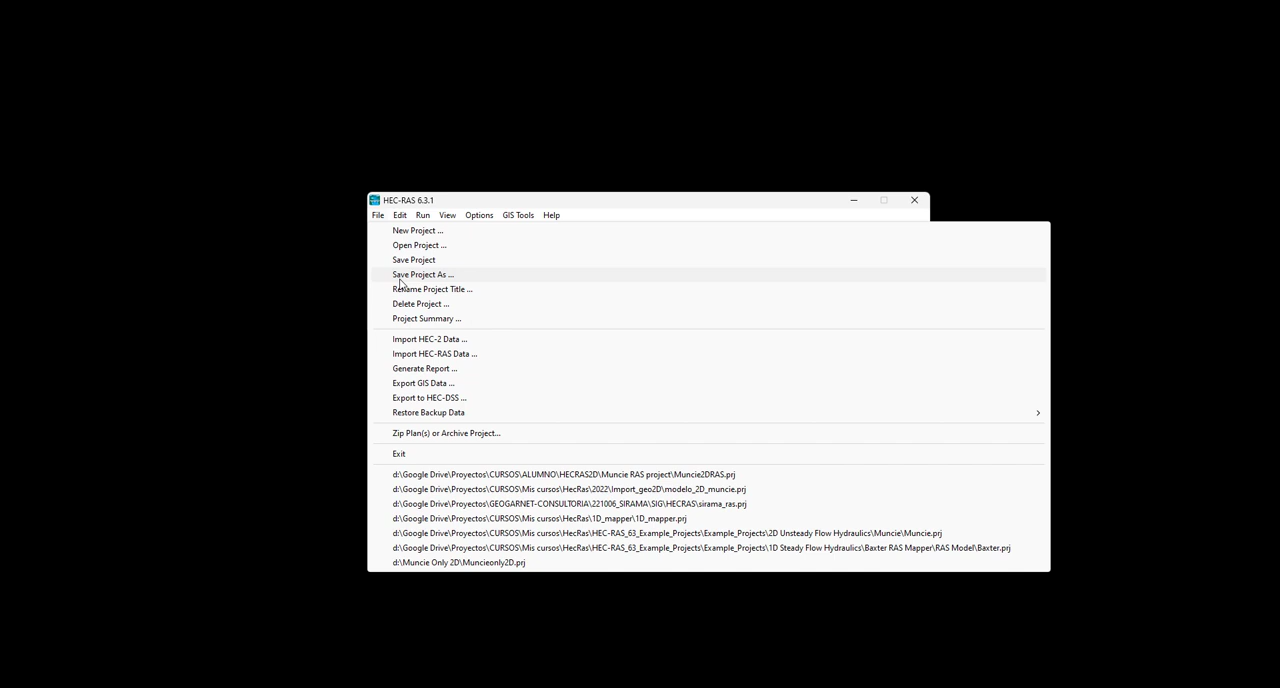 HEC-RAS 6.3.1
File Edit Run View Options GIS Tools Help
New Project ...
Open Project ...
Save Project
Save Project As ...
Rename Project Title ...
Delete Project ...
Project Summary ...
Import HEC-2 Data ...
Import HEC-RAS Data ...
Generate Report ...
Export GIS Data ...
Export to HEC-DSS ...
Restore Backup Data
Zip Plan(s) or Archive Project...
Exit
d:\Google Drive\Proyectos\CURSOS\ALUMNO\HECRAS2D\Muncie RAS project\Muncie2DRAS.prj
d:\Google Drive\Proyectos\CURSOS\Mis cursos\HecRas\2022\Import_geo2D\modelo_2D_muncie.prj
d:\Google Drive\Proyectos\GEOGARNET-CONSULTORIA\221006_SIRAMA\SIG\HECRAS\sirama_ras.prj
d:\Google Drive\Proyectos\CURSOS\Mis cursos\HecRas\1D_mapper\1D_mapper.prj
d:\Google Drive\Proyectos\CURSOS\Mis cursos\HecRas\HEC-RAS_63_Example_Projects\Example_Projects\2D Unsteady Flow Hydraulics\Muncie\Muncie.prj
d:\Google Drive\Proyectos\CURSOS\Mis cursos\HecRas\HEC-RAS_63_Example_Projects\Example_Projects\1D Steady Flow Hydraulics\Baxter RAS Mapper\RAS Model\Baxter.prj
d:\Muncie Only 2D\Muncieonly2D.prj